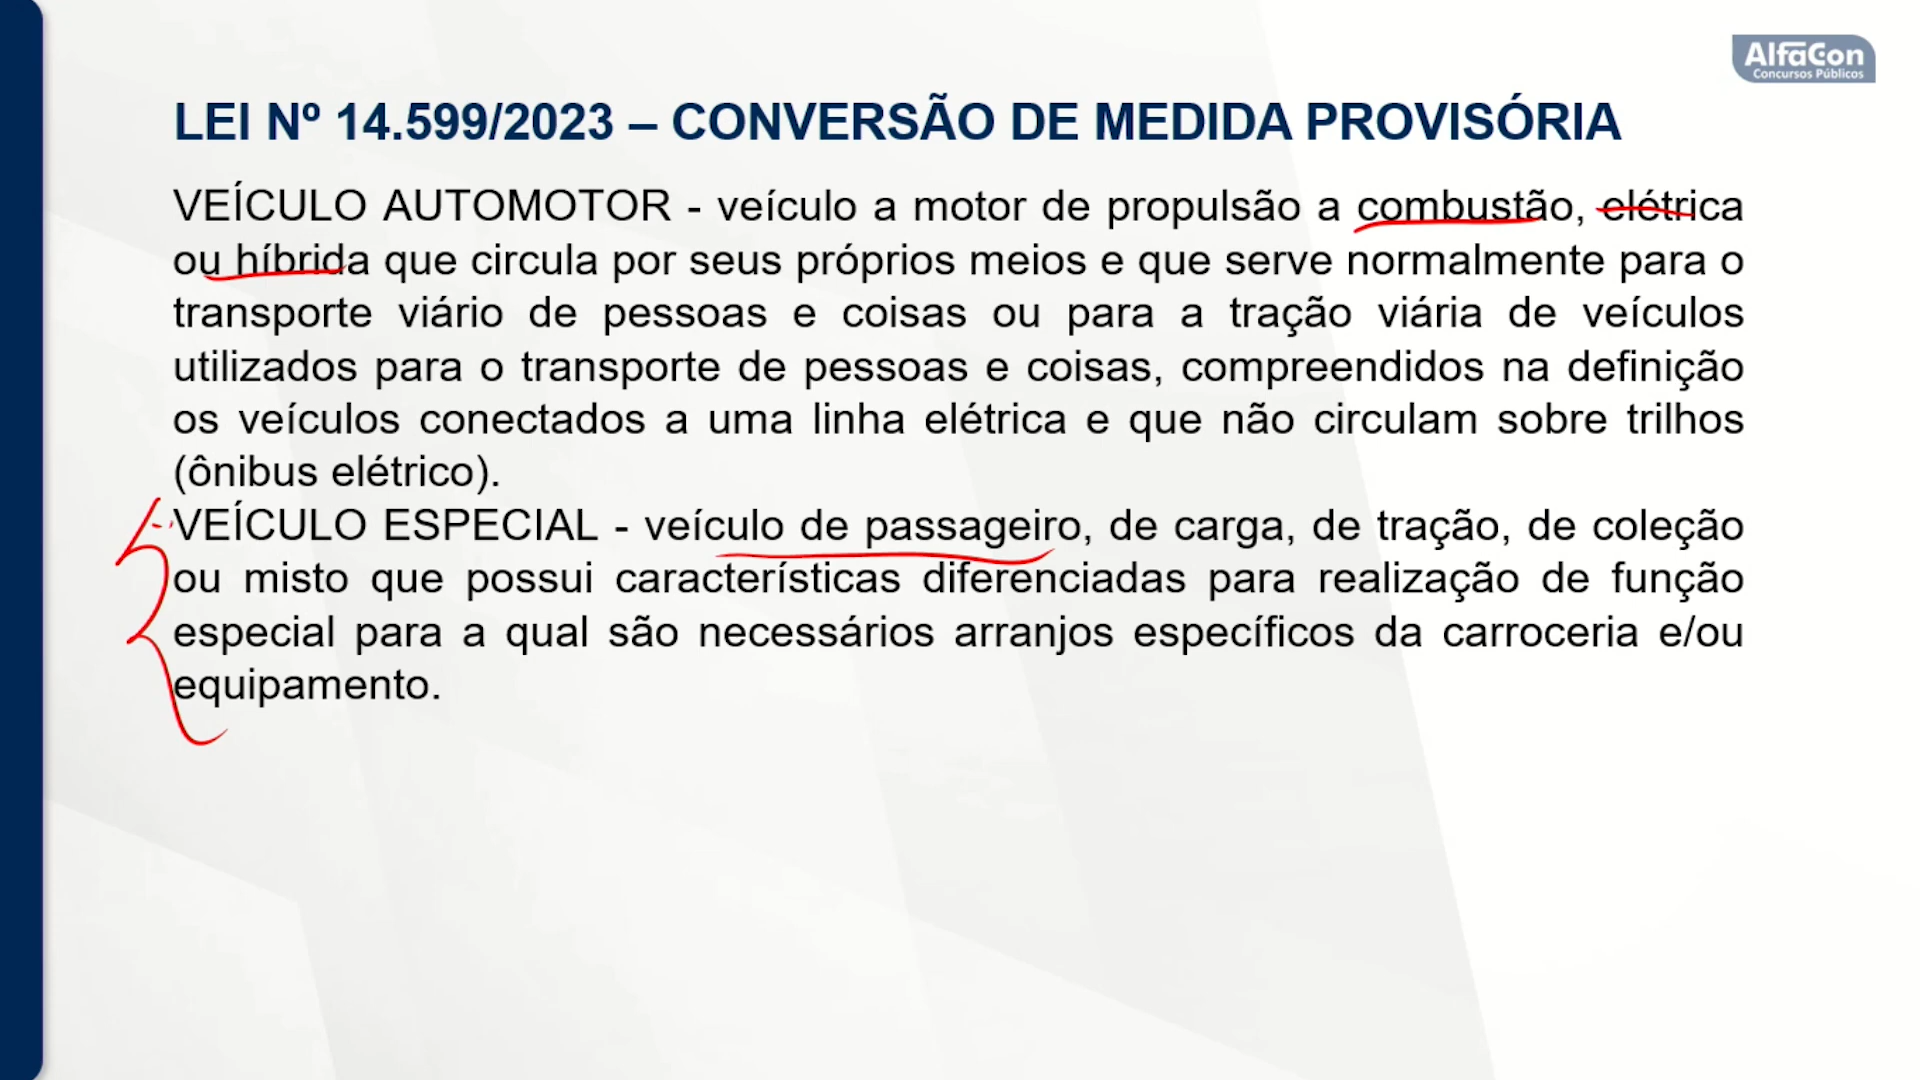 AlfaCon
Concursos Públicos
LEI Nº 14.599/2023 – CONVERSÃO DE MEDIDA PROVISÓRIA
VEÍCULO AUTOMOTOR - veículo a motor de propulsão a combustão, elétrica
ou híbrida que circula por seus próprios meios e que serve normalmente para o
transporte viário de pessoas e coisas ou para a tração viária de veículos
utilizados para o transporte de pessoas e coisas, compreendidos na definição
os veículos conectados a uma linha elétrica e que não circulam sobre trilhos
(ônibus elétrico).
VEÍCULO ESPECIAL - veículo de passageiro, de carga, de tração, de coleção
ou misto que possui características diferenciadas para realização de função
especial para a qual são necessários arranjos específicos da carroceria e/ou
equipamento.